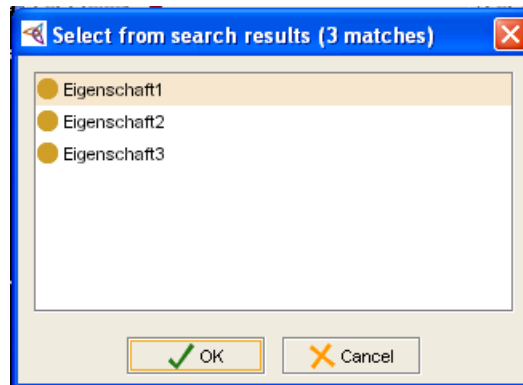 Select from search results (3 matches)
Eigenschaft1
Eigenschaft2
Eigenschaft3
OK
Cancel